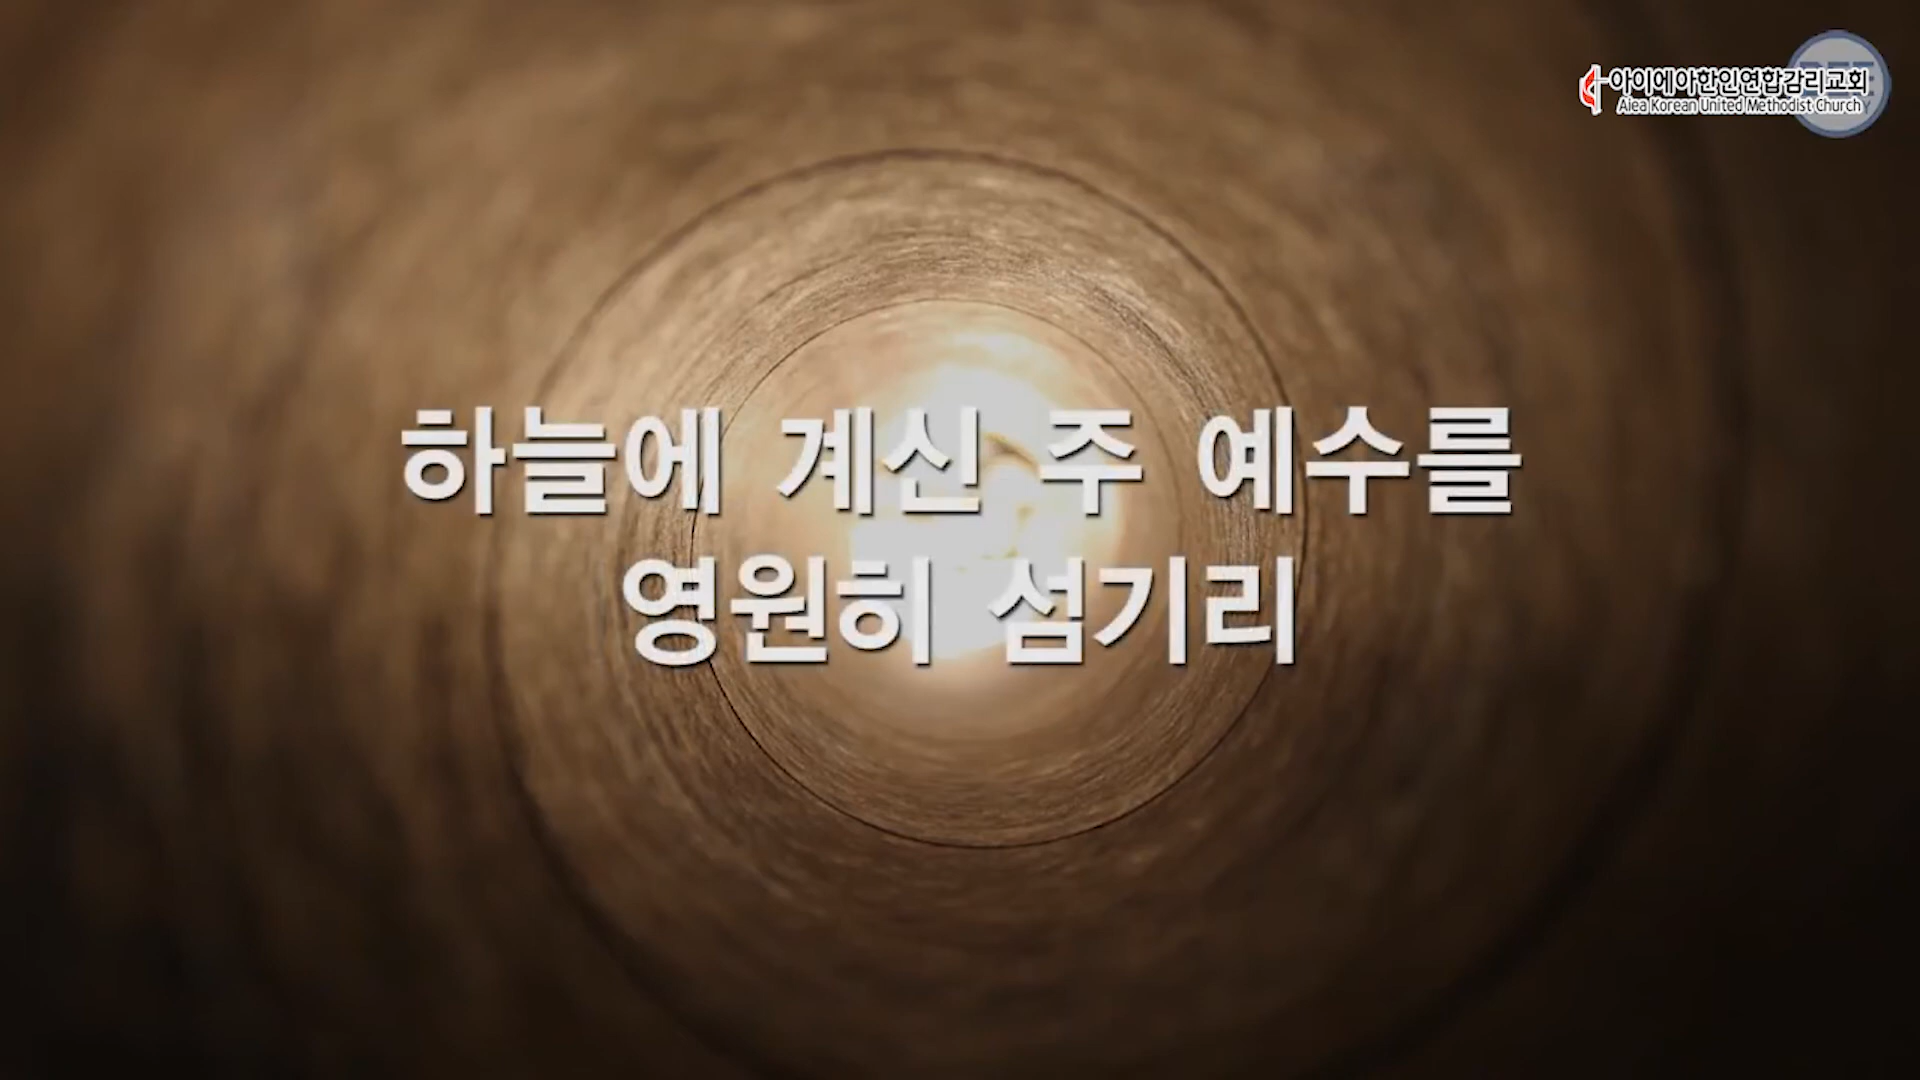 아이에아한인연합감리교회
Aiea Korean United Methodist Church
하늘에 계신 주 예수를
영원히 섬기리